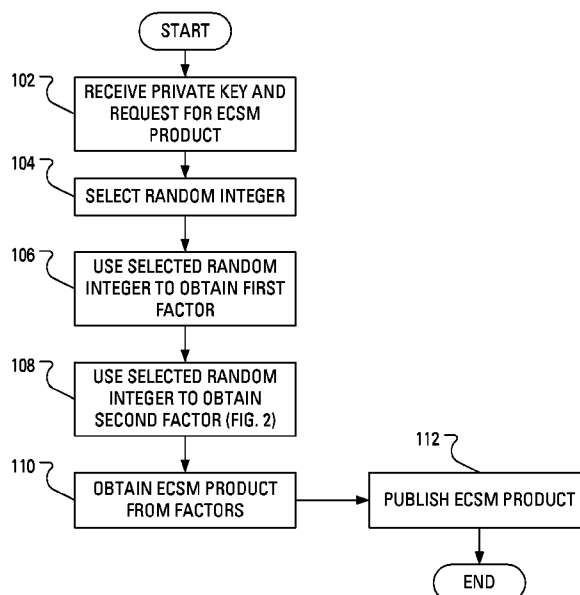 START
102
RECEIVE PRIVATE KEY AND
REQUEST FOR ECSM
PRODUCT
104
SELECT RANDOM INTEGER
106
USE SELECTED RANDOM
INTEGER TO OBTAIN FIRST
FACTOR
108
USE SELECTED RANDOM
INTEGER TO OBTAIN
SECOND FACTOR (FIG. 2)
110
OBTAIN ECSM PRODUCT
FROM FACTORS
112
PUBLISH ECSM PRODUCT
END